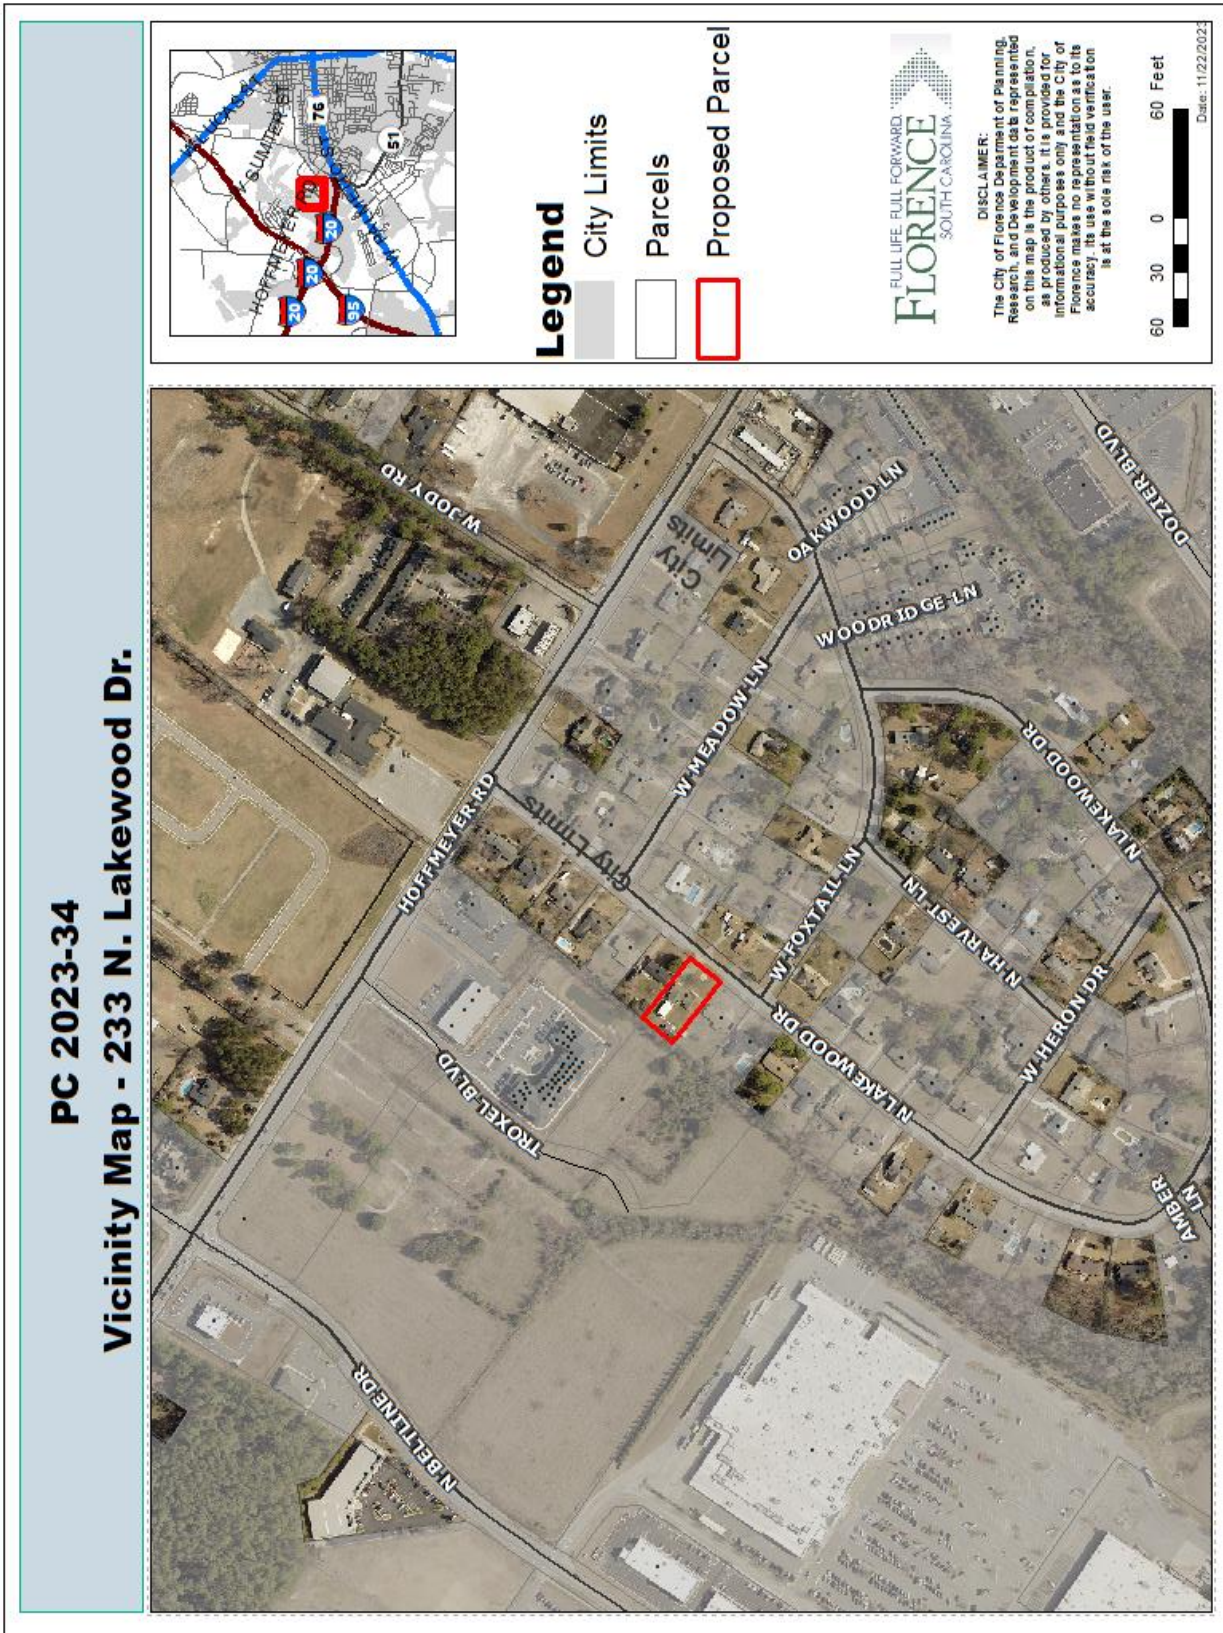 PC 2023-34
Vicinity Map - 233 N. Lakewood Dr.
HOFFMEYER RD
W JODY RD
TROXEL BLVD
N BELTLINE DR
City Limits
City
Limits
W MEADOW LN
OAKWOOD LN
WOODRIDGE LN
W FOXTAIL LN
N LAKEWOOD DR
N HARVEST LN
N LAKEWOOD DR
W HERON DR
AMBER
LN
DOZIER BLVD
W LUCAS ST
W SUMTER ST
HOFFMEYER
W PALMETTO ST
20
20
20
95
76
51
Legend
City Limits
Parcels
Proposed Parcel
FULL LIFE. FULL FORWARD.
FLORENCE
SOUTH CAROLINA
DISCLAIMER:
The City of Florence Deparment of Planning,
Research, and Development data represented
on this map is the product of compilation,
as produced by others. It is provided for
informational purposes only and the City of
Florence makes no representation as to its
accuracy. Its use without field verification
is at the sole risk of the user.
60 30 0 60 Feet
Date: 11/22/2023